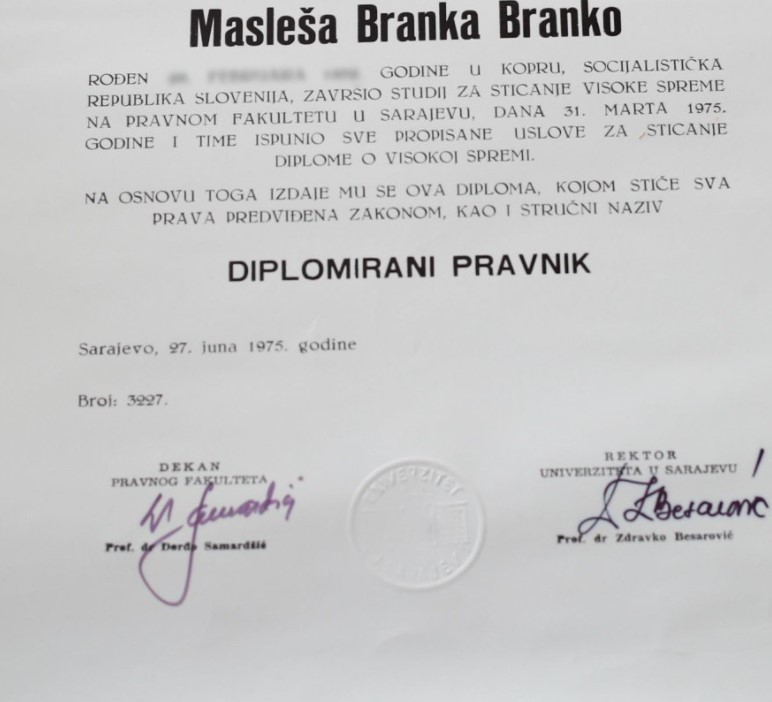 Masleša Branka Branko
ROĐEN GODINE U KOPRU, SOCIJALISTIČKA
REPUBLIKA SLOVENIJA, ZAVRŠIO STUDIJ ZA STICANJE VISOKE SPREME
NA PRAVNOM FAKULTETU U SARAJEVU, DANA 31. MARTA 1975.
GODINE I TIME ISPUNIO SVE PROPISANE USLOVE ZA STICANJE
DIPLOME O VISOKOJ SPREMI.
NA OSNOVU TOGA IZDAJE MU SE OVA DIPLOMA, KOJOM STIČE SVA
PRAVA PREDVIĐENA ZAKONOM, KAO I STRUČNI NAZIV
DIPLOMIRANI PRAVNIK
Sarajevo, 27. juna 1975. godine
Broj: 3227.
DEKAN
PRAVNOG FAKULTETA
Prof. dr Đorđo Samardžić
REKTOR
UNIVERZITETA U SARAJEVU
Prof. dr Zdravko Besarović
UNIVERZITET